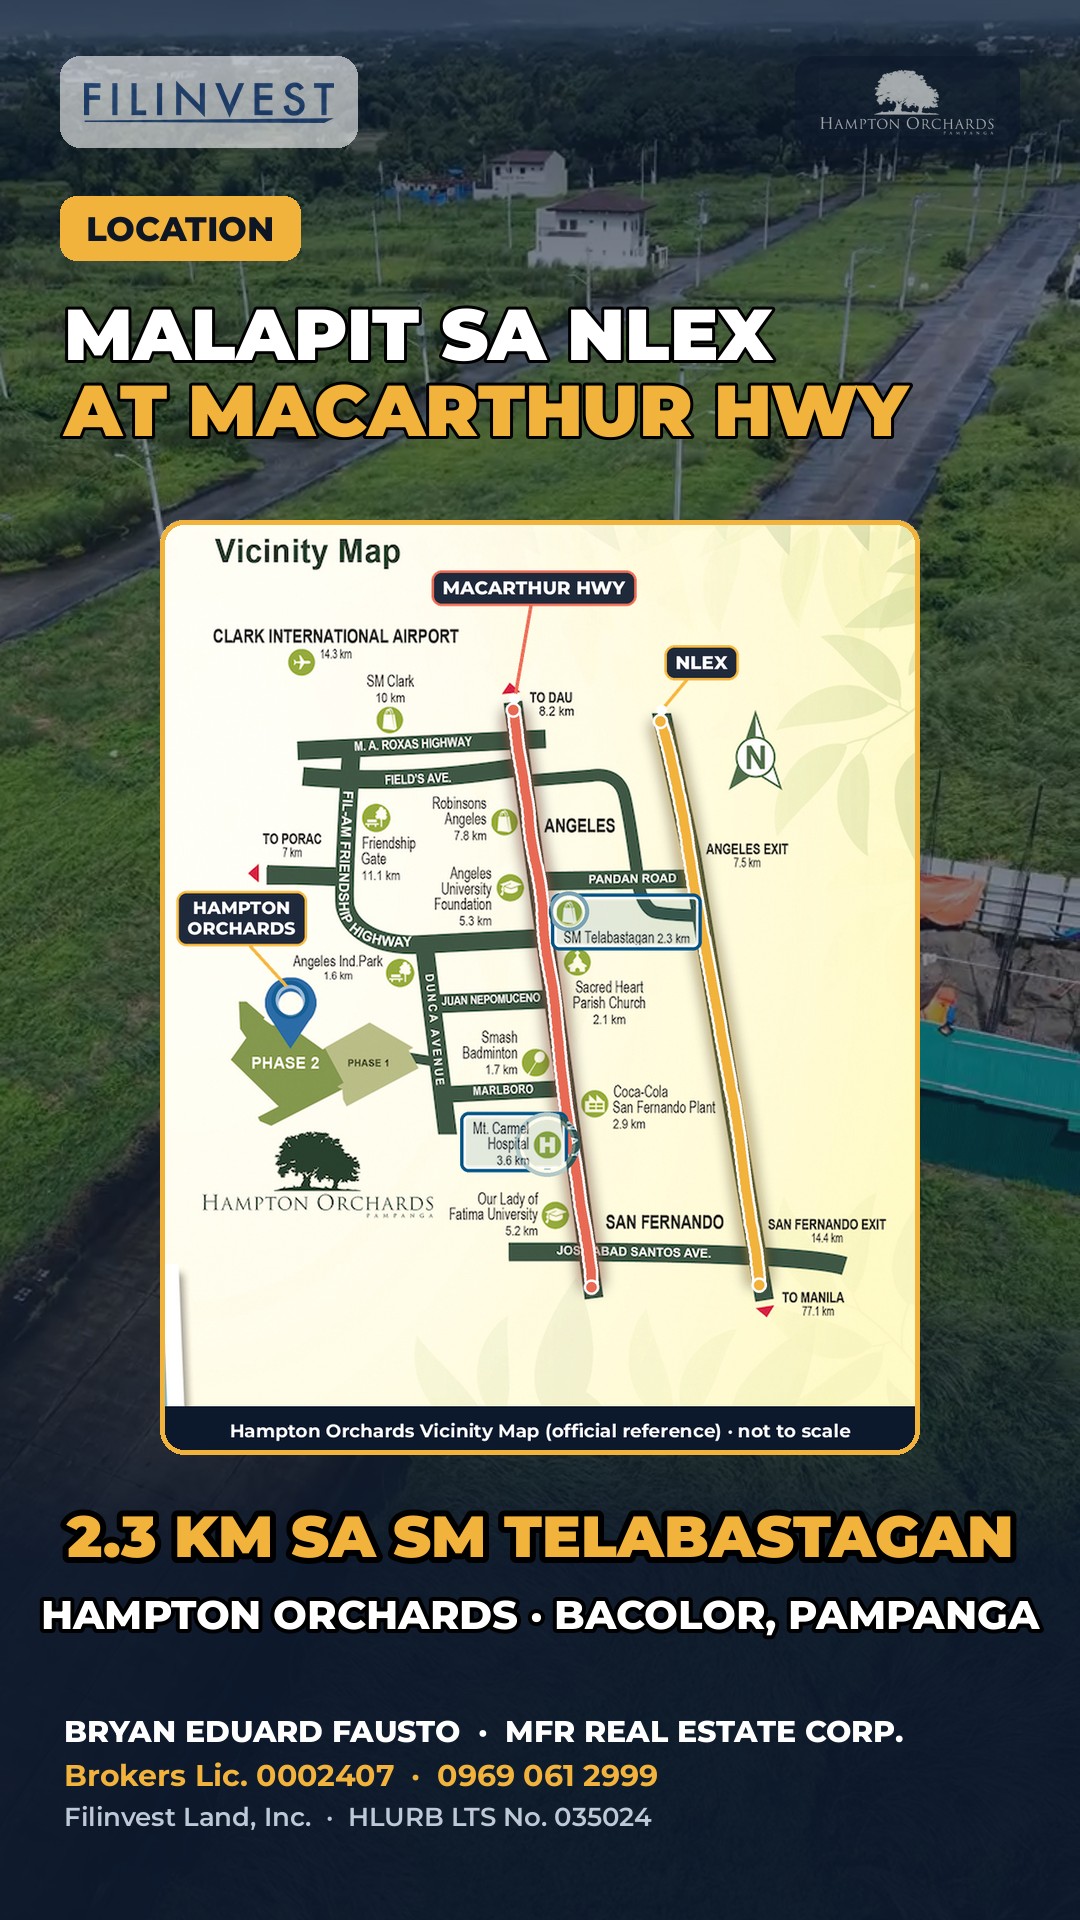 FILINVEST
HAMPTON ORCHARDS
PAMPANGA
LOCATION
MALAPIT SA NLEX
AT MACARTHUR HWY
Vicinity Map
MACARTHUR HWY
CLARK INTERNATIONAL AIRPORT
14.3 km
NLEX
SM Clark
10 km
TO DAU
8.2 km
M. A. ROXAS HIGHWAY
N
FIELD'S AVE.
FIL-AM FRIENDSHIP HIGHWAY
Robinsons
Angeles
7.8 km
ANGELES
TO PORAC
7 km
Friendship
Gate
11.1 km
ANGELES EXIT
7.5 km
Angeles
University
Foundation
5.3 km
PANDAN ROAD
HAMPTON
ORCHARDS
SM Telabastagan 2.3 km
Angeles Ind.Park
1.6 km
Sacred Heart
Parish Church
2.1 km
DUNCA AVENUE
JUAN NEPOMUCENO
Smash
Badminton
1.7 km
PHASE 2
PHASE 1
MARLBORO
Coca-Cola
San Fernando Plant
2.9 km
Mt. Carmel
Hospital
3.6 km
H
HAMPTON ORCHARDS
PAMPANGA
Our Lady of
Fatima University
5.2 km
SAN FERNANDO
SAN FERNANDO EXIT
14.4 km
ABAD SANTOS AVE.
TO MANILA
77.1 km
Hampton Orchards Vicinity Map (official reference) · not to scale
2.3 KM SA SM TELABASTAGAN
HAMPTON ORCHARDS · BACOLOR, PAMPANGA
BRYAN EDUARD FAUSTO · MFR REAL ESTATE CORP.
Brokers Lic. 0002407 · 0969 061 2999
Filinvest Land, Inc. · HLURB LTS No. 035024